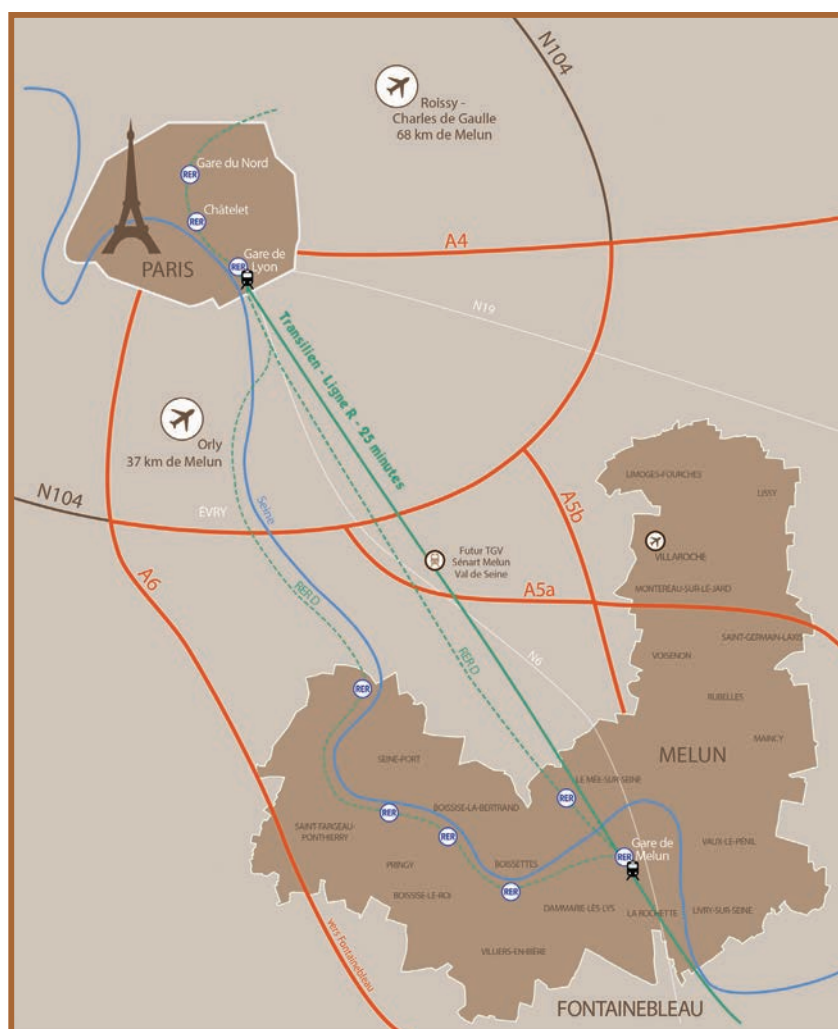 N104
Roissy -
Charles de Gaulle
68 km de Melun
RER
Gare du Nord
RER
Châtelet
RER
Gare de
Lyon
PARIS
A4
N19
Transilien - Ligne R - 25 minutes
Orly
37 km de Melun
N104
ÉVRY
Seine
A5b
LIMOGES-FOURCHES
LISSY
VILLAROCHE
Futur TGV
Sénart Melun
Val de Seine
A5a
MONTEREAU-SUR-LE-JARD
A6
RER D
RER D
N6
SAINT-GERMAIN-LAXIS
VOISENON
RER
RUBELLES
MAINCY
MELUN
SEINE-PORT
LE MÉE-SUR-SEINE
RER
BOISSISE-LA-BERTRAND
RER
SAINT-FARGEAU-
PONTHIERRY
RER
VAUX-LE-PÉNIL
Gare de
Melun
RER
PRINGY
BOISSETTES
RER
BOISSISE-LE-ROI
DAMMARIE-LÈS-LYS
LA ROCHETTE
LIVRY-SUR-SEINE
VILLIERS-EN-BIÈRE
vers Fontainebleau
FONTAINEBLEAU